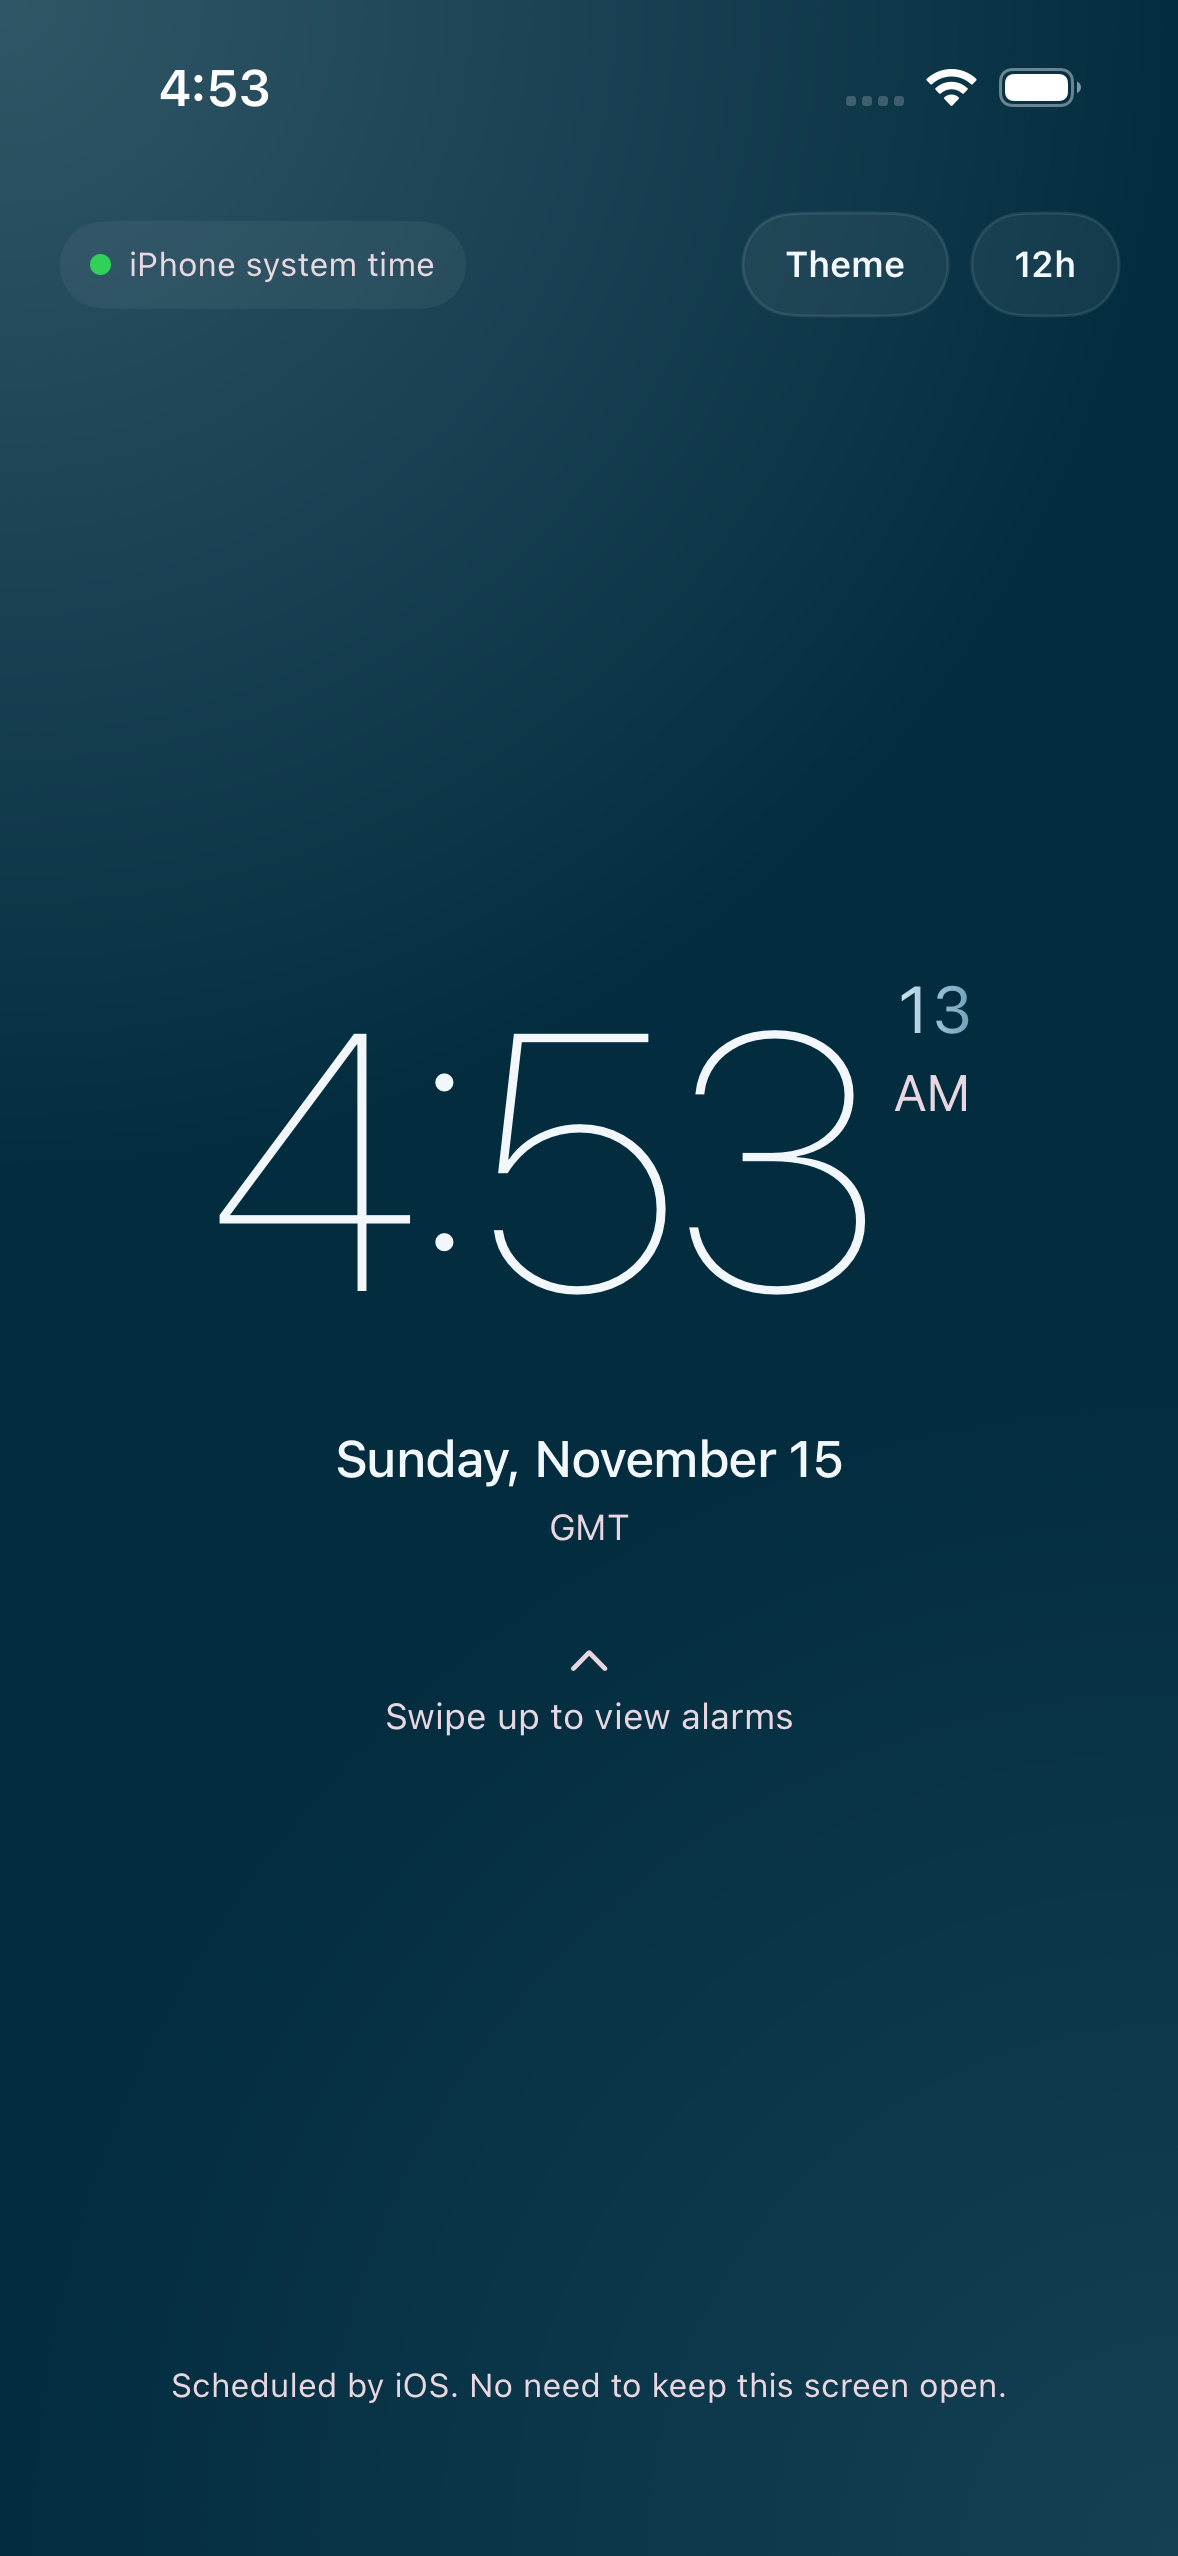 4:53
iPhone system time
Theme
12h
4:53
13
AM
Sunday, November 15
GMT
Swipe up to view alarms
Scheduled by iOS. No need to keep this screen open.